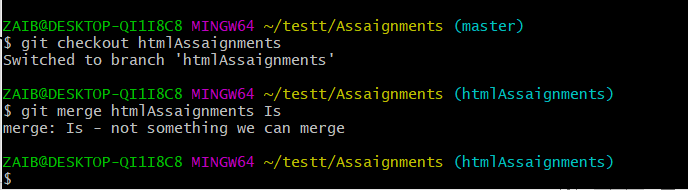 ZAIB@DESKTOP-QI1I8C8 MINGW64 ~/testt/Assaignments (master)
$ git checkout htmlAssaignments
Switched to branch 'htmlAssaignments'
ZAIB@DESKTOP-QI1I8C8 MINGW64 ~/testt/Assaignments (htmlAssaignments)
$ git merge htmlAssaignments Is
merge: Is - not something we can merge
ZAIB@DESKTOP-QI1I8C8 MINGW64 ~/testt/Assaignments (htmlAssaignments)
$